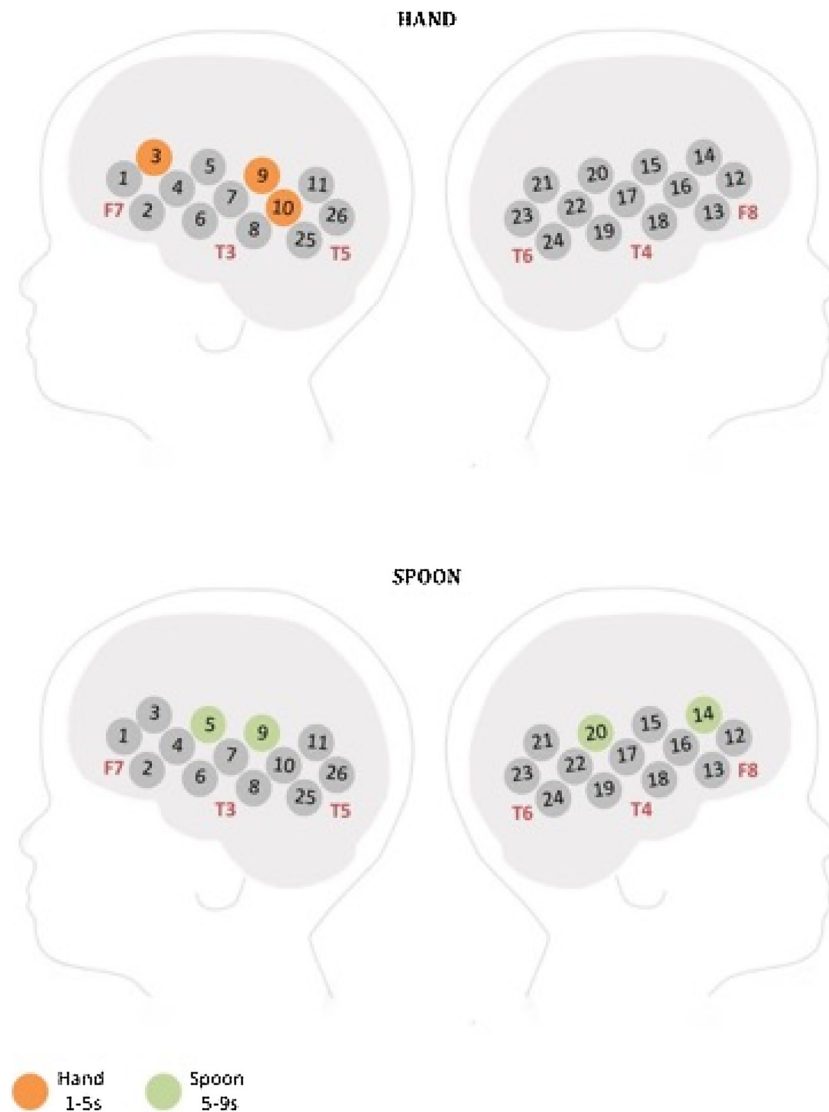 HAND
3 5 9 1 4 7 10 11 F7 2 6 8 25 26 T3 T5
14 15 20 21 12 16 17 22 23 13 F8 18 19 24 T6 T4
SPOON
3 5 9 1 4 7 10 11 F7 2 6 8 25 26 T3 T5
14 15 20 21 12 16 17 22 23 13 F8 18 19 24 T6 T4
Hand
1-5s
Spoon
5-9s